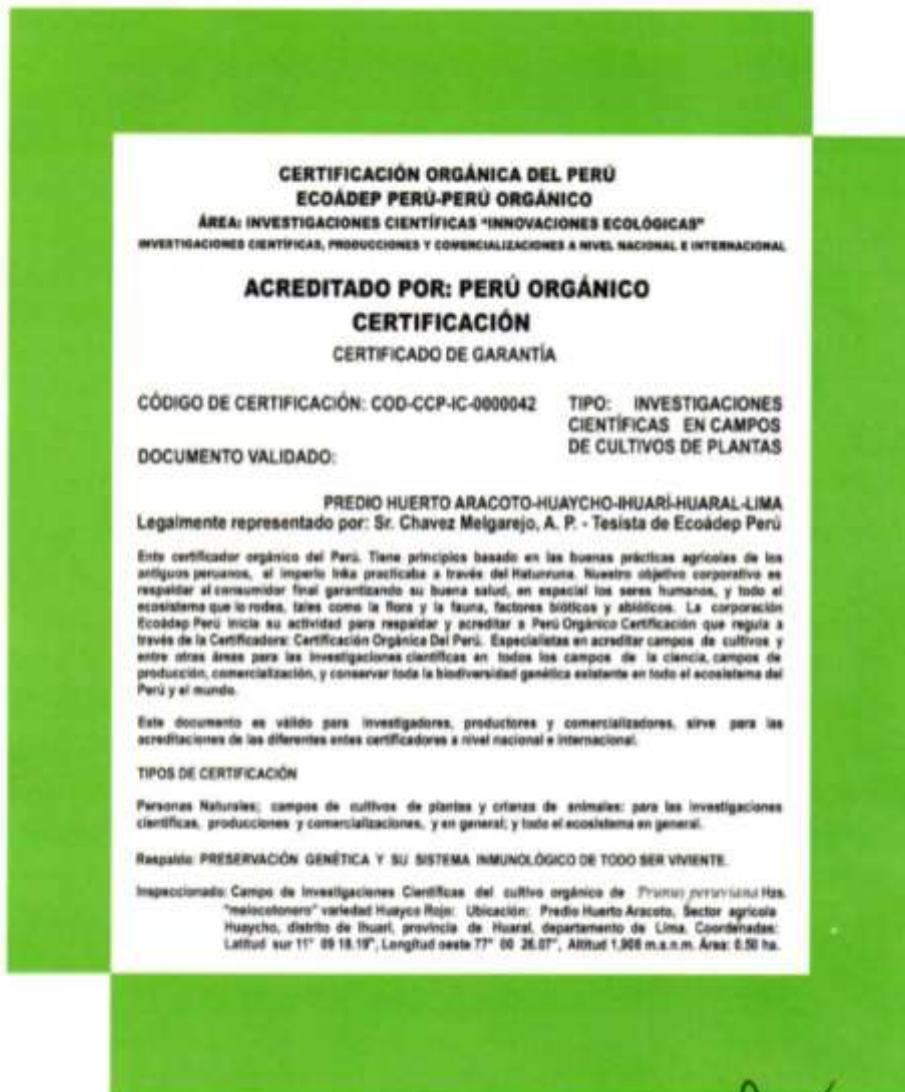 CERTIFICACIÓN ORGÁNICA DEL PERÚ
ECOÁDEP PERÚ-PERÚ ORGÁNICO
ÁREA: INVESTIGACIONES CIENTÍFICAS "INNOVACIONES ECOLÓGICAS"
INVESTIGACIONES CIENTÍFICAS, PRODUCCIONES Y COMERCIALIZACIONES A NIVEL NACIONAL E INTERNACIONAL
ACREDITADO POR: PERÚ ORGÁNICO
CERTIFICACIÓN
CERTIFICADO DE GARANTÍA
CÓDIGO DE CERTIFICACIÓN: COD-CCP-IC-0000042
TIPO: INVESTIGACIONES
CIENTÍFICAS EN CAMPOS
DE CULTIVOS DE PLANTAS
DOCUMENTO VALIDADO:
PREDIO HUERTO ARACOTO-HUAYCHO-IHUARÍ-HUARAL-LIMA
Legalmente representado por: Sr. Chavez Melgarejo, A. P. - Tesista de Ecoádep Perú
Ente certificador orgánico del Perú. Tiene principios basado en las buenas prácticas agrícolas de los
antiguos peruanos, el imperio Inka practicaba a través del Hatunruna. Nuestro objetivo corporativo es
respaldar al consumidor final garantizando su buena salud, en espacial los seres humanos, y todo el
ecosistema que lo rodea, tales como la flora y la fauna, factores bióticos y abióticos. La corporación
Ecoádep Perú inicia su actividad para respaldar y acreditar a Perú Orgánico Certificación que regula a
través de la Certificadora: Certificación Orgánica Del Perú. Especialistas en acreditar campos de cultivos y
entre otras áreas para las investigaciones científicas en todos los campos de la ciencia, campos de
producción, comercialización, y conservar toda la biodiversidad genética existente en todo el ecosistema del
Perú y el mundo.
Este documento es válido para investigadores, productores y comercializadores, sirve para las
acreditaciones de las diferentes entes certificadores a nivel nacional e internacional.
TIPOS DE CERTIFICACIÓN
Personas Naturales; campos de cultivos de plantas y crianza de animales: para las investigaciones
científicas, producciones y comercializaciones, y en general; y todo el ecosistema en general.
Respaldo: PRESERVACIÓN GENÉTICA Y SU SISTEMA INMUNOLÓGICO DE TODO SER VIVIENTE.
Inspeccionado: Campo de Investigaciones Científicas del cultivo orgánico de Prunus peruviana Hzs.
"melocotonero" variedad Huayco Rojo: Ubicación: Predio Huerto Aracoto, Sector agrícola
Huaycho, distrito de Ihuarí, provincia de Huaral, departamento de Lima. Coordenadas:
Latitud sur 11° 09 18.19", Longitud oeste 77° 00 26.07", Altitud 1,908 m.s.n.m. Área: 0.50 ha.